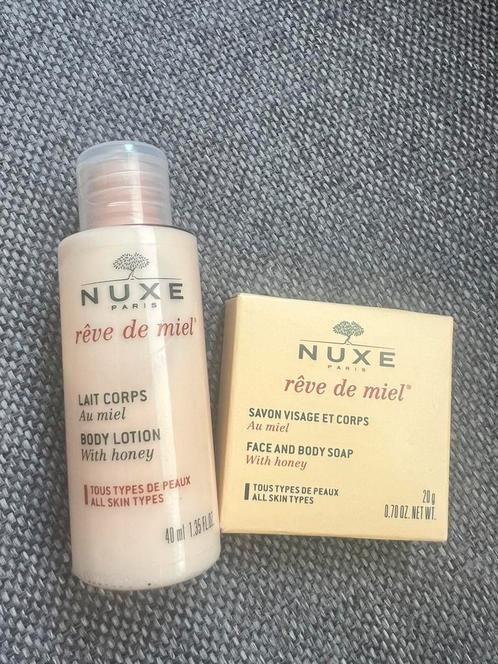 NUXE
PARIS
rêve de miel®
LAIT CORPS
Au miel
BODY LOTION
With honey
TOUS TYPES DE PEAUX
ALL SKIN TYPES
40 ml 1.35 FL.OZ.
NUXE
PARIS
rêve de miel®
SAVON VISAGE ET CORPS
Au miel
FACE AND BODY SOAP
With honey
TOUS TYPES DE PEAUX
ALL SKIN TYPES
20 g
0.70 OZ. NET WT.